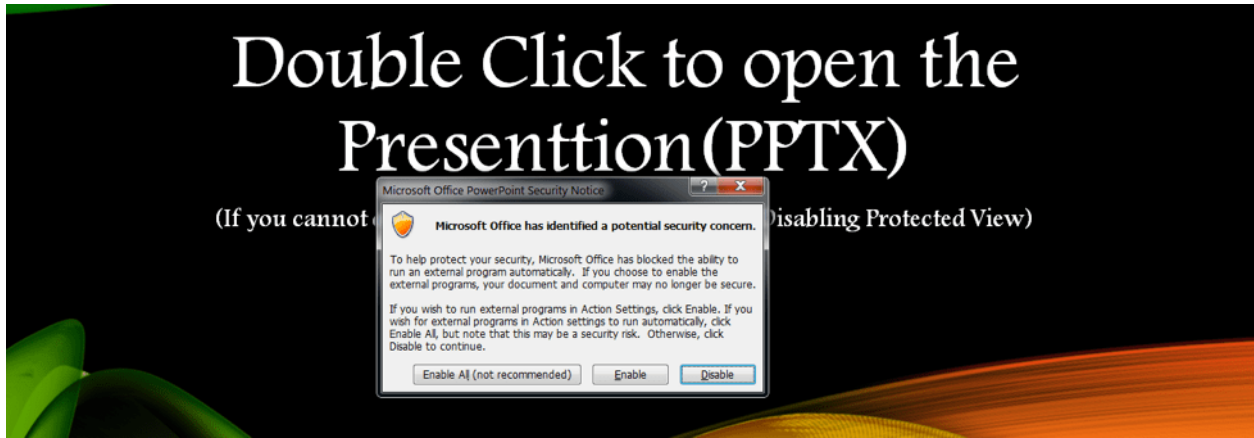 Double Click to open the
Presenttion(PPTX)
Microsoft Office PowerPoint Security Notice
(If you cannot
isabling Protected View)
Microsoft Office has identified a potential security concern.
To help protect your security, Microsoft Office has blocked the ability to
run an external program automatically. If you choose to enable the
external programs, your document and computer may no longer be secure.
If you wish to run external programs in Action Settings, click Enable. If you
wish for external programs in Action settings to run automatically, click
Enable All, but note that this may be a security risk. Otherwise, click
Disable to continue.
Enable All (not recommended) Enable Disable